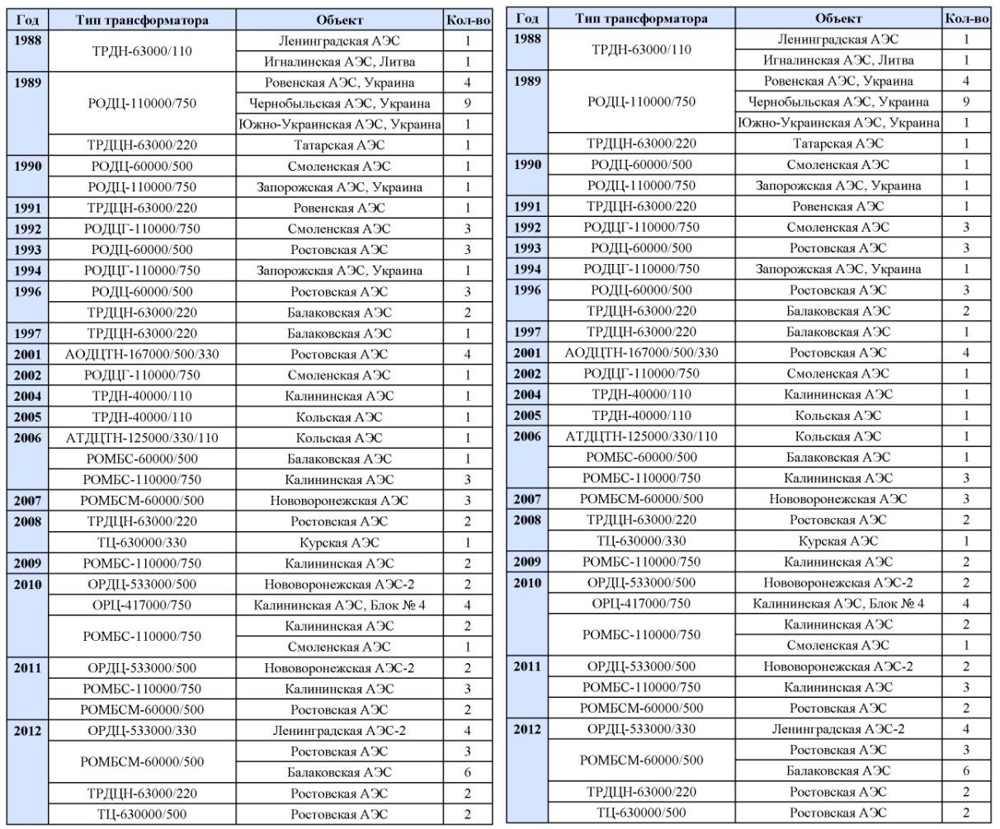 Год Тип трансформатора Объект Кол-во
1988 ТРДН-63000/110 Ленинградская АЭС 1
Игналинская АЭС, Литва 1
1989 РОДЦ-110000/750 Ровенская АЭС, Украина 4
Чернобыльская АЭС, Украина 9
Южно-Украинская АЭС, Украина 1
ТРДЦН-63000/220 Татарская АЭС 1
1990 РОДЦ-60000/500 Смоленская АЭС 1
РОДЦ-110000/750 Запорожская АЭС, Украина 1
1991 ТРДЦН-63000/220 Ровенская АЭС 1
1992 РОДЦГ-110000/750 Смоленская АЭС 3
1993 РОДЦ-60000/500 Ростовская АЭС 3
1994 РОДЦГ-110000/750 Запорожская АЭС, Украина 1
1996 РОДЦ-60000/500 Ростовская АЭС 3
ТРДЦН-63000/220 Балаковская АЭС 2
1997 ТРДЦН-63000/220 Балаковская АЭС 1
2001 АОДЦТН-167000/500/330 Ростовская АЭС 4
2002 РОДЦГ-110000/750 Смоленская АЭС 1
2004 ТРДН-40000/110 Калининская АЭС 1
2005 ТРДН-40000/110 Кольская АЭС 1
2006 АТДЦТН-125000/330/110 Кольская АЭС 1
РОМБС-60000/500 Балаковская АЭС 1
РОМБС-110000/750 Калининская АЭС 3
2007 РОМБСМ-60000/500 Нововоронежская АЭС 3
2008 ТРДЦН-63000/220 Ростовская АЭС 2
ТЦ-630000/330 Курская АЭС 1
2009 РОМБС-110000/750 Калининская АЭС 2
2010 ОРДЦ-533000/500 Нововоронежская АЭС-2 2
ОРЦ-417000/750 Калининская АЭС, Блок № 4 4
РОМБС-110000/750 Калининская АЭС 2
Смоленская АЭС 1
2011 ОРДЦ-533000/500 Нововоронежская АЭС-2 2
РОМБС-110000/750 Калининская АЭС 3
РОМБСМ-60000/500 Ростовская АЭС 2
2012 ОРДЦ-533000/330 Ленинградская АЭС-2 4
РОМБСМ-60000/500 Ростовская АЭС 3
Балаковская АЭС 6
ТРДЦН-63000/220 Ростовская АЭС 2
ТЦ-630000/500 Ростовская АЭС 2
Год Тип трансформатора Объект Кол-во
1988 ТРДН-63000/110 Ленинградская АЭС 1
Игналинская АЭС, Литва 1
1989 РОДЦ-110000/750 Ровенская АЭС, Украина 4
Чернобыльская АЭС, Украина 9
Южно-Украинская АЭС, Украина 1
ТРДЦН-63000/220 Татарская АЭС 1
1990 РОДЦ-60000/500 Смоленская АЭС 1
РОДЦ-110000/750 Запорожская АЭС, Украина 1
1991 ТРДЦН-63000/220 Ровенская АЭС 1
1992 РОДЦГ-110000/750 Смоленская АЭС 3
1993 РОДЦ-60000/500 Ростовская АЭС 3
1994 РОДЦГ-110000/750 Запорожская АЭС, Украина 1
1996 РОДЦ-60000/500 Ростовская АЭС 3
ТРДЦН-63000/220 Балаковская АЭС 2
1997 ТРДЦН-63000/220 Балаковская АЭС 1
2001 АОДЦТН-167000/500/330 Ростовская АЭС 4
2002 РОДЦГ-110000/750 Смоленская АЭС 1
2004 ТРДН-40000/110 Калининская АЭС 1
2005 ТРДН-40000/110 Кольская АЭС 1
2006 АТДЦТН-125000/330/110 Кольская АЭС 1
РОМБС-60000/500 Балаковская АЭС 1
РОМБС-110000/750 Калининская АЭС 3
2007 РОМБСМ-60000/500 Нововоронежская АЭС 3
2008 ТРДЦН-63000/220 Ростовская АЭС 2
ТЦ-630000/330 Курская АЭС 1
2009 РОМБС-110000/750 Калининская АЭС 2
2010 ОРДЦ-533000/500 Нововоронежская АЭС-2 2
ОРЦ-417000/750 Калининская АЭС, Блок № 4 4
РОМБС-110000/750 Калининская АЭС 2
Смоленская АЭС 1
2011 ОРДЦ-533000/500 Нововоронежская АЭС-2 2
РОМБС-110000/750 Калининская АЭС 3
РОМБСМ-60000/500 Ростовская АЭС 2
2012 ОРДЦ-533000/330 Ленинградская АЭС-2 4
РОМБСМ-60000/500 Ростовская АЭС 3
Балаковская АЭС 6
ТРДЦН-63000/220 Ростовская АЭС 2
ТЦ-630000/500 Ростовская АЭС 2